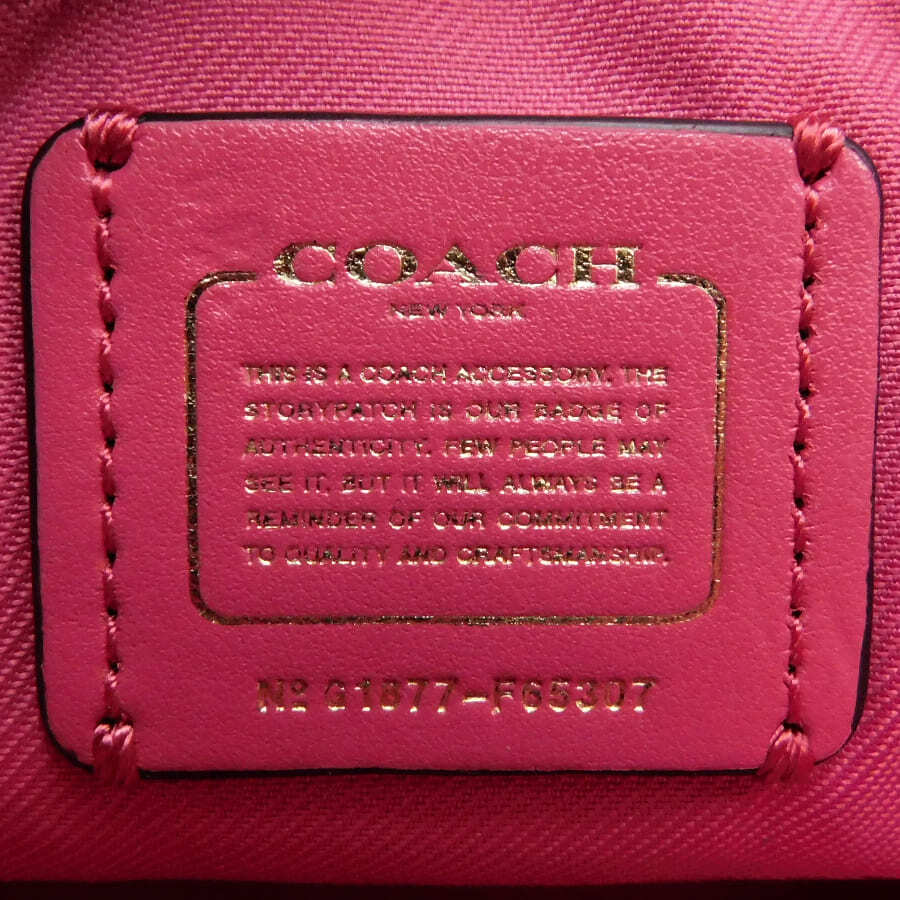 COACH
NEW YORK
THIS IS A COACH ACCESSORY. THE
STORYPATCH IS OUR BADGE OF
AUTHENTICITY. FEW PEOPLE MAY
SEE IT, BUT IT WILL ALWAYS BE A
REMINDER OF OUR COMMITMENT
TO QUALITY AND CRAFTSMANSHIP.
Nº G1877-F65307